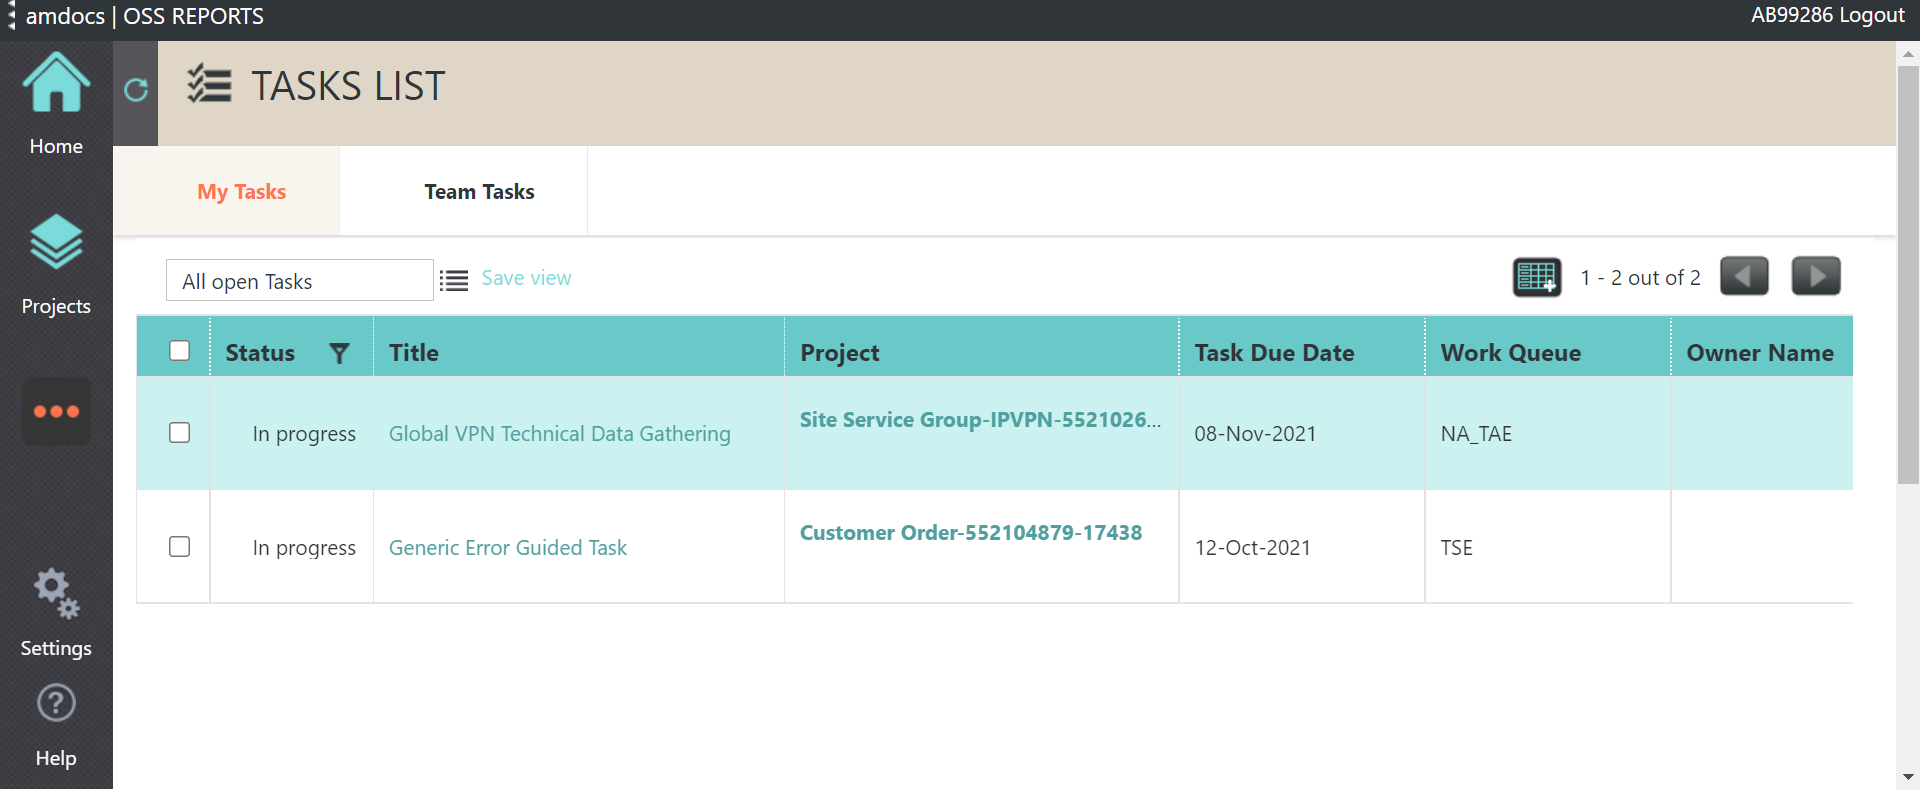 amdocs | OSS REPORTS
AB99286 Logout
TASKS LIST
Home
My Tasks
Team Tasks
Projects
All open Tasks
Save view
1 - 2 out of 2
Status
Title
Project
Task Due Date
Work Queue
Owner Name
In progress
Global VPN Technical Data Gathering
Site Service Group-IPVPN-5521026...
08-Nov-2021
NA_TAE
In progress
Generic Error Guided Task
Customer Order-552104879-17438
12-Oct-2021
TSE
Settings
Help